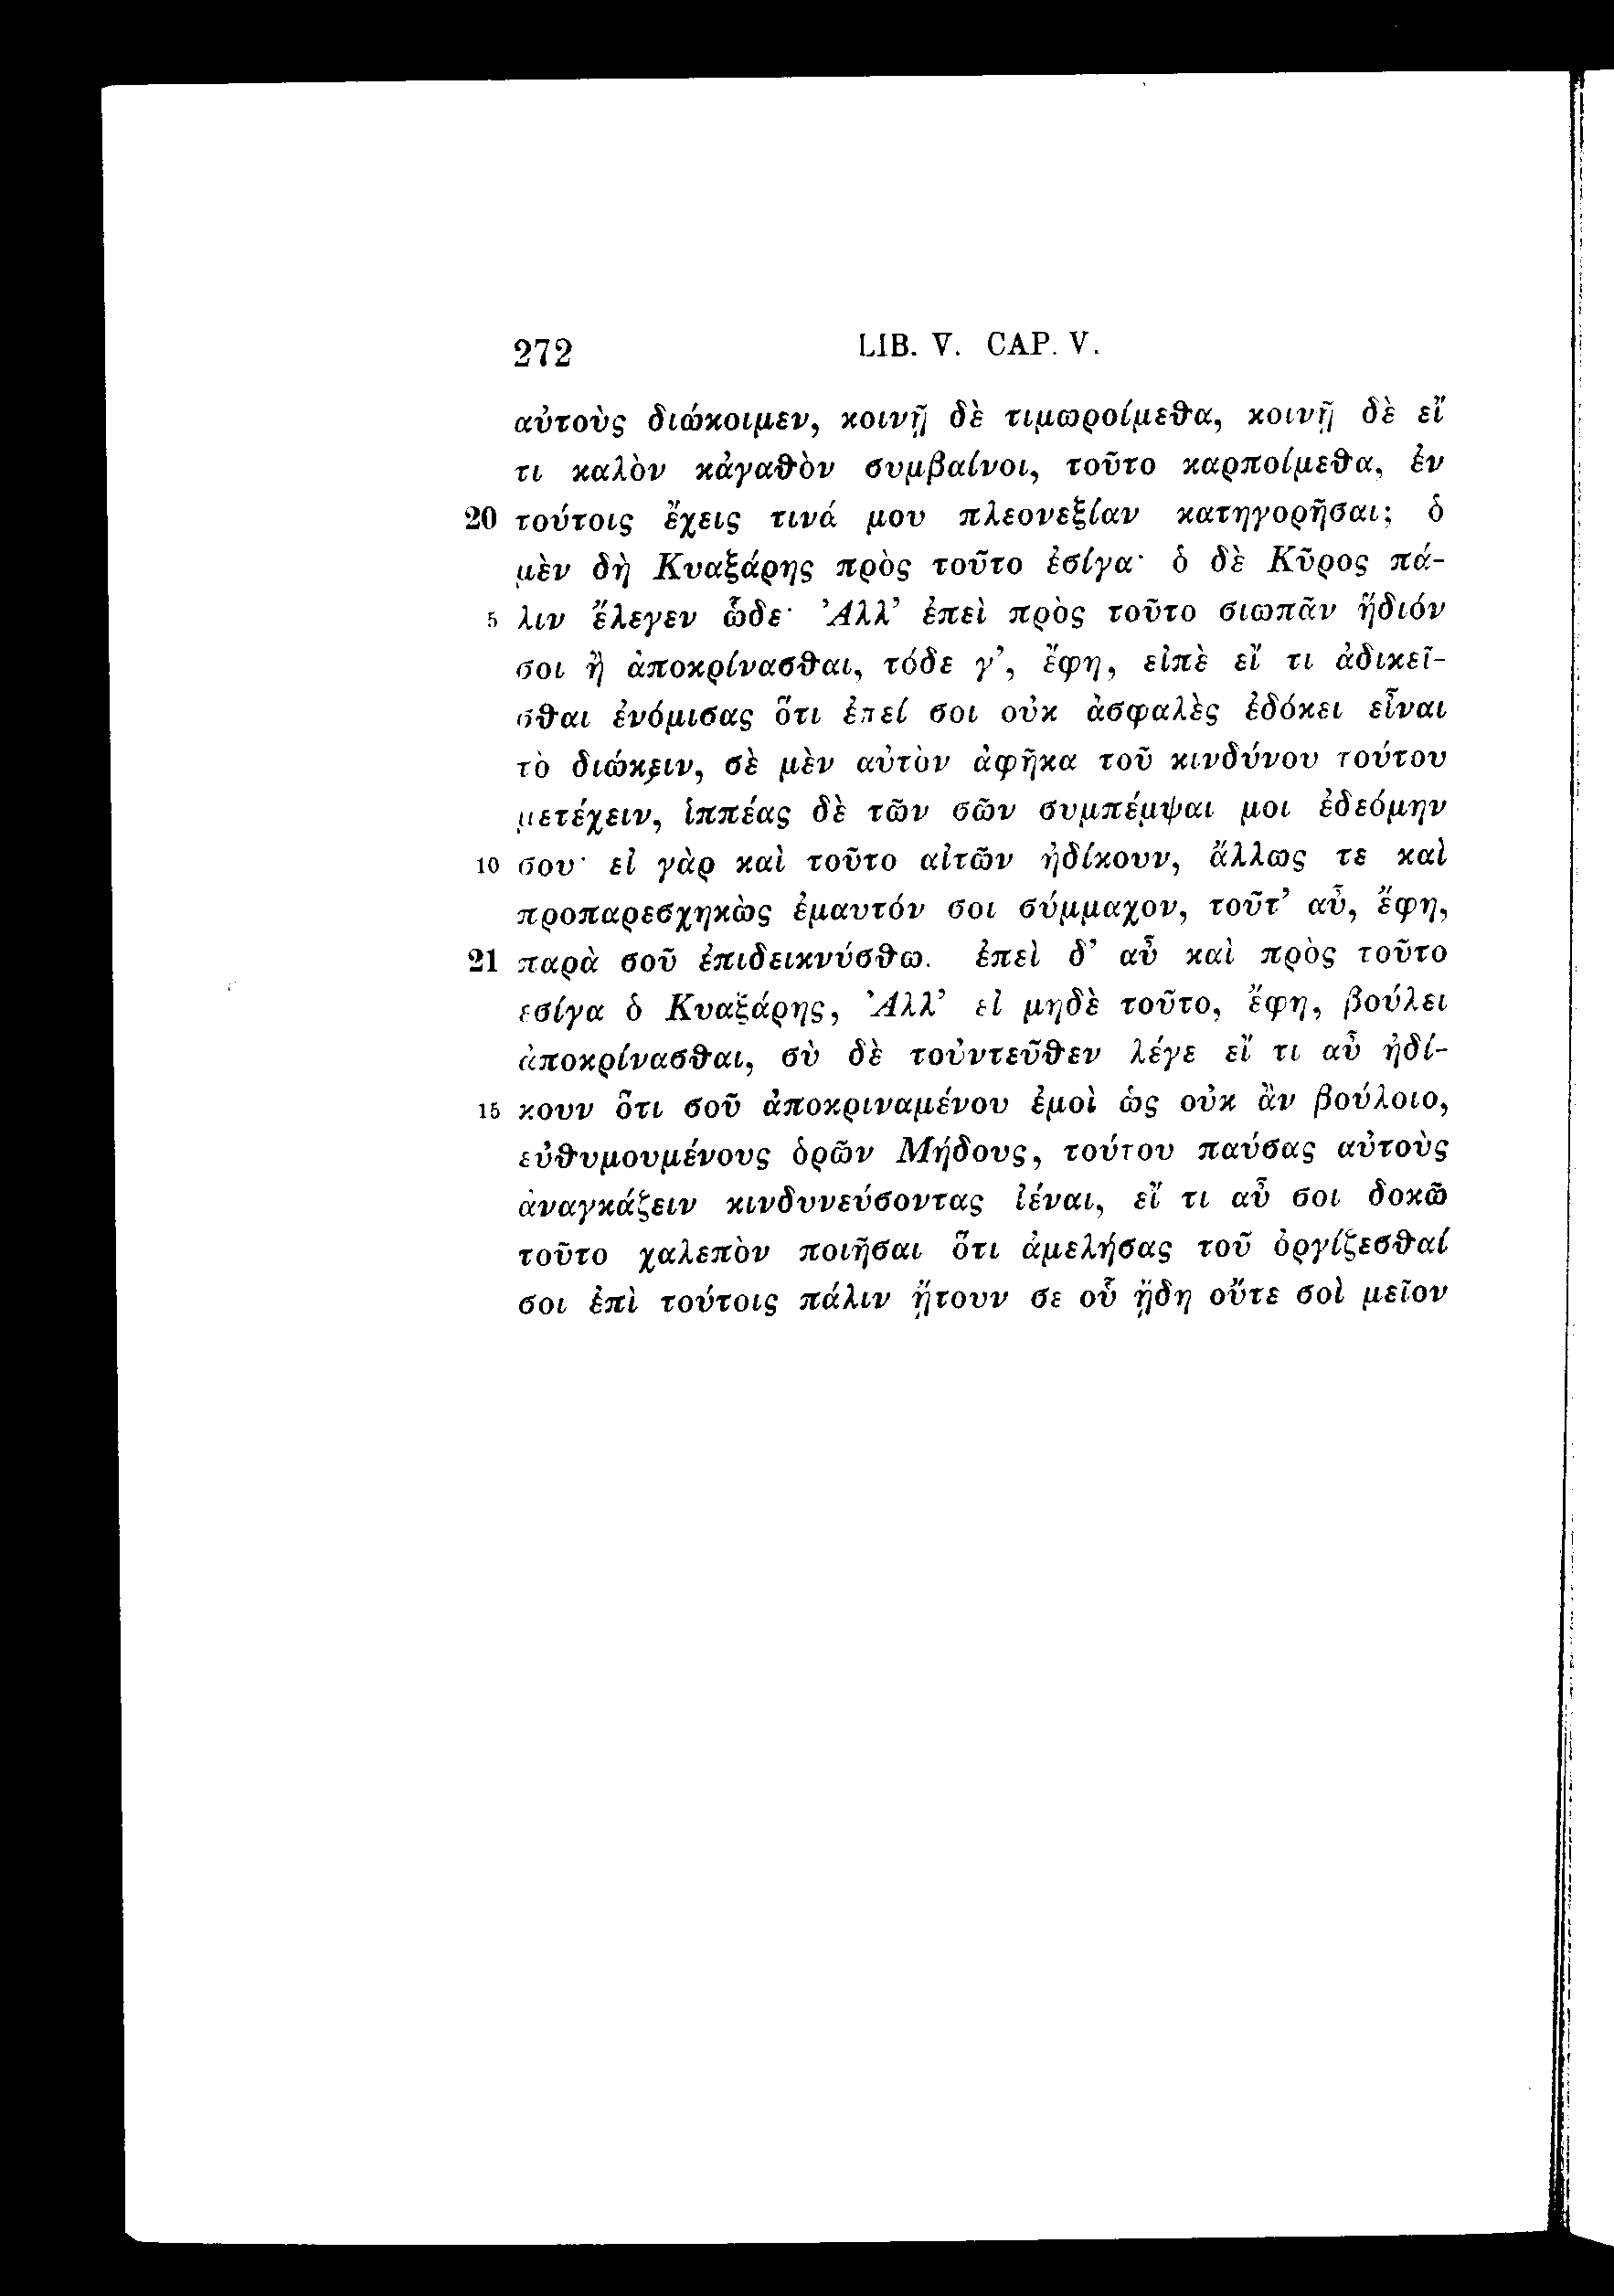 272 LIB. V. CAP. V.
αὐτοὺς διώκοιμεν, κοινῇ δὲ τιμωροίμεθα, κοινῇ δὲ εἴ
τι καλὸν κἀγαθὸν συμβαίνοι, τοῦτο καρποίμεθα, ἐν
20 τούτοις ἔχεις τινά μου πλεονεξίαν κατηγορῆσαι; ὁ
μὲν δὴ Κυαξάρης πρὸς τοῦτο ἐσίγα· ὁ δὲ Κῦρος πά-
5 λιν ἔλεγεν ὧδε· Ἀλλ’ ἐπεὶ πρὸς τοῦτο σιωπᾶν ἥδιόν
σοι ἢ ἀποκρίνασθαι, τόδε γ’, ἔφη, εἰπὲ εἴ τι ἀδικεῖ-
σθαι ἐνόμισας ὅτι ἐπεί σοι οὐκ ἀσφαλὲς ἐδόκει εἶναι
τὸ διώκειν, σὲ μὲν αὐτὸν ἀφῆκα τοῦ κινδύνου τούτου
μετέχειν, ἱππέας δὲ τῶν σῶν συμπέμψαι μοι ἐδεόμην
10 σου· εἰ γὰρ καὶ τοῦτο αἰτῶν ἠδίκουν, ἄλλως τε καὶ
προπαρεσχηκὼς ἐμαυτόν σοι σύμμαχον, τοῦτ’ αὖ, ἔφη,
21 παρὰ σοῦ ἐπιδεικνύσθω. ἐπεὶ δ’ αὖ καὶ πρὸς τοῦτο
εσίγα ὁ Κυαξάρης, Ἀλλ’ εἰ μηδὲ τοῦτο, ἔφη, βούλει
ἀποκρίνασθαι, σὺ δὲ τοὐντεῦθεν λέγε εἴ τι αὖ ἠδί-
15 κουν ὅτι σοῦ ἀποκριναμένου ἐμοὶ ὡς οὐκ ἂν βούλοιο,
εὐθυμουμένους ὁρῶν Μήδους, τούτου παύσας αὐτοὺς
ἀναγκάζειν κινδυνεύσοντας ἰέναι, εἴ τι αὖ σοι δοκῶ
τοῦτο χαλεπὸν ποιῆσαι ὅτι ἀμελήσας τοῦ ὀργίζεσθαί
σοι ἐπὶ τούτοις πάλιν ᾔτουν σε οὗ ᾔδη οὔτε σοὶ μεῖον